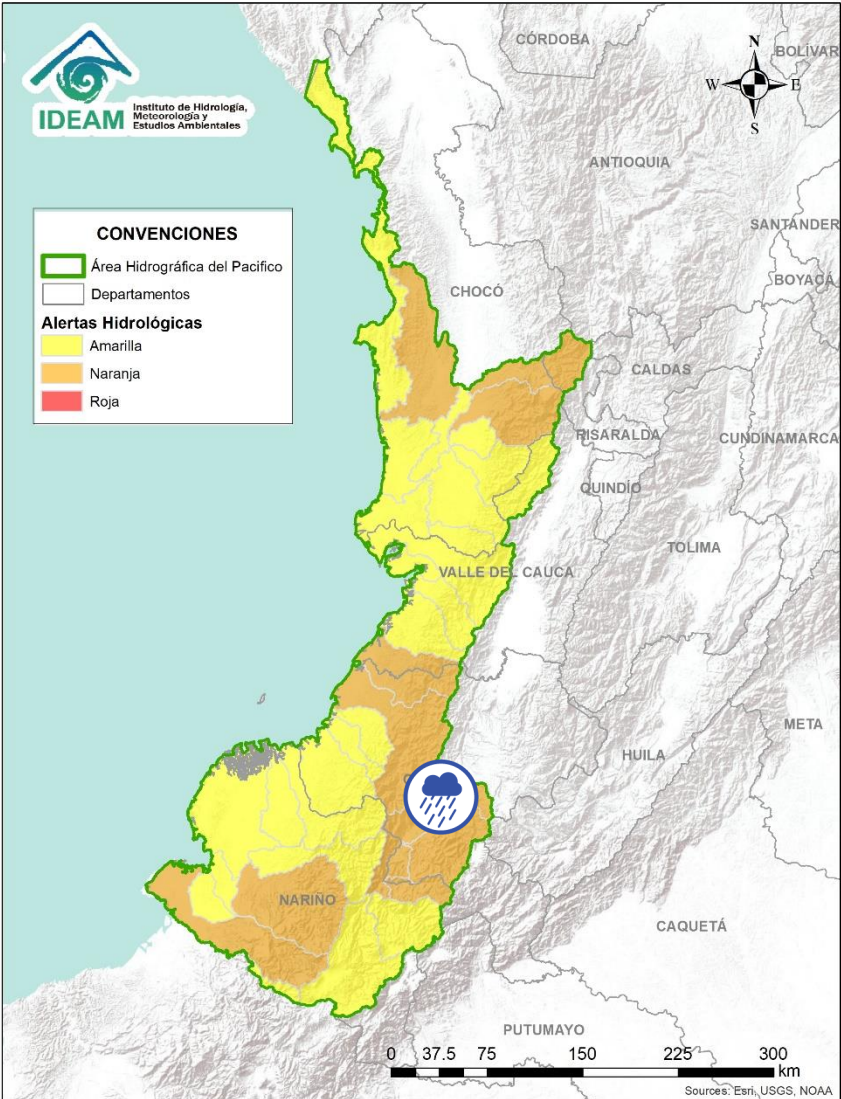 IDEAM
Instituto de Hidrología,
Meteorología y
Estudios Ambientales
N
W
E
S
CÓRDOBA
BOLÍVAR
ANTIOQUIA
SANTANDER
BOYACÁ
CHOCÓ
CALDAS
RISARALDA
CUNDINAMARCA
QUINDÍO
TOLIMA
VALLE DEL CAUCA
META
HUILA
NARIÑO
CAQUETÁ
PUTUMAYO
CONVENCIONES
Área Hidrográfica del Pacifico
Departamentos
Alertas Hidrológicas
Amarilla
Naranja
Roja
0 37.5 75 150 225 300
km
Sources: Esri, USGS, NOAA